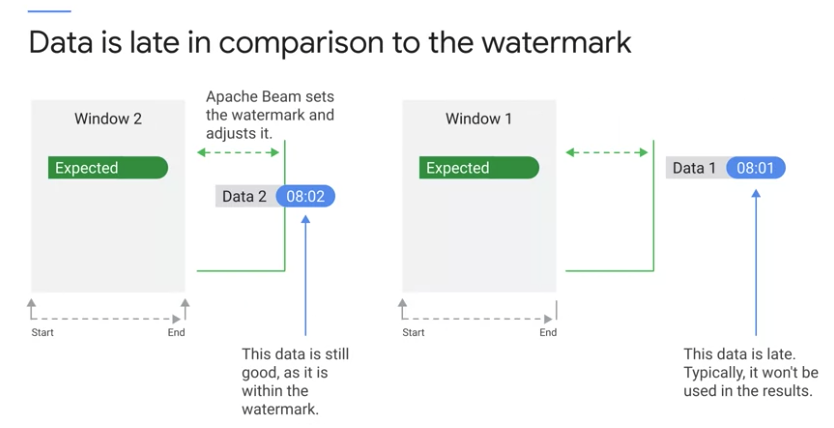 Data is late in comparison to the watermark
Apache Beam sets
the watermark and
adjusts it.
Window 2
Expected
Data 2
08:02
Start
End
This data is still
good, as it is
within the
watermark.
Window 1
Expected
Data 1
08:01
Start
End
This data is late.
Typically, it won't be
used in the results.